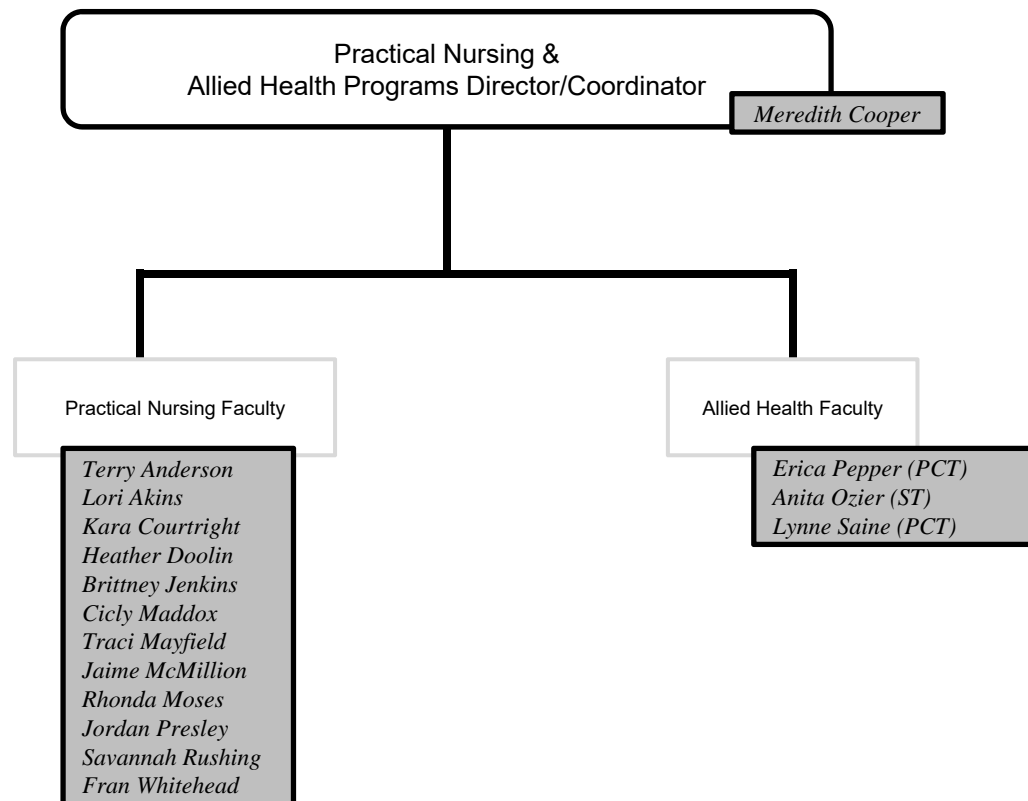 Practical Nursing &
Allied Health Programs Director/Coordinator
Meredith Cooper
Practical Nursing Faculty
Terry Anderson
Lori Akins
Kara Courtright
Heather Doolin
Brittney Jenkins
Cicly Maddox
Traci Mayfield
Jaime McMillion
Rhonda Moses
Jordan Presley
Savannah Rushing
Fran Whitehead
Allied Health Faculty
Erica Pepper (PCT)
Anita Ozier (ST)
Lynne Saine (PCT)